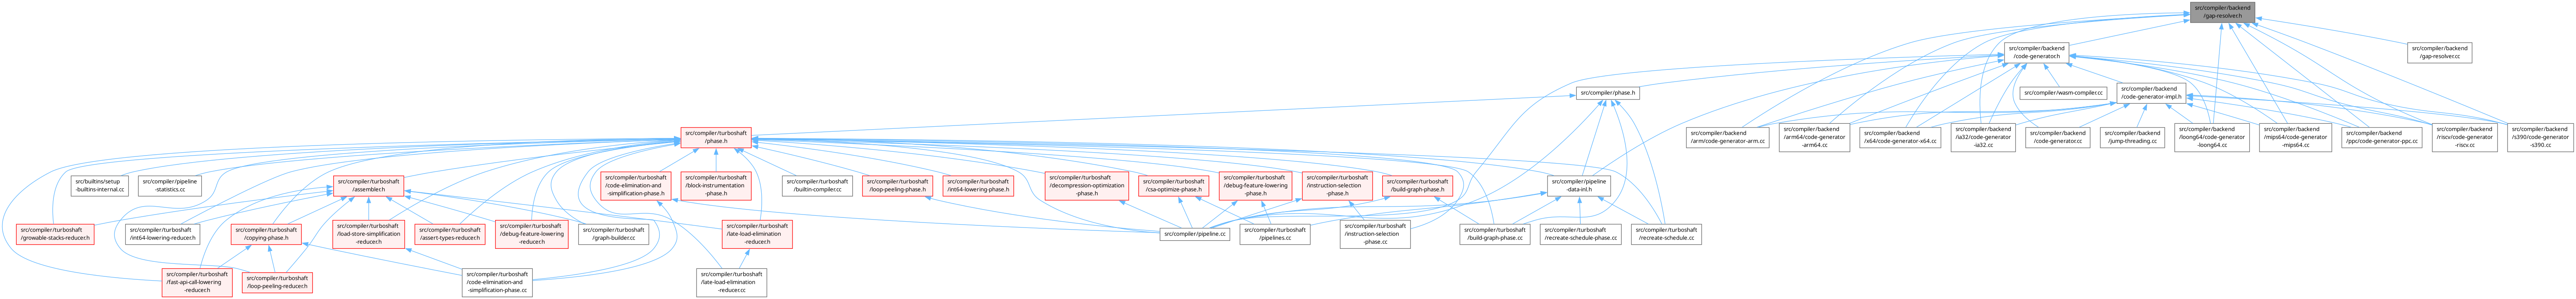 src/compiler/backend
/gap-resolver.h
src/compiler/backend
/code-generator.h
src/compiler/backend
/gap-resolver.cc
src/compiler/phase.h
src/compiler/wasm-compiler.cc
src/compiler/backend
/code-generator-impl.h
src/compiler/turboshaft
/phase.h
src/compiler/backend
/arm/code-generator-arm.cc
src/compiler/backend
/arm64/code-generator
-arm64.cc
src/compiler/backend
/x64/code-generator-x64.cc
src/compiler/backend
/ia32/code-generator
-ia32.cc
src/compiler/backend
/code-generator.cc
src/compiler/backend
/jump-threading.cc
src/compiler/backend
/loong64/code-generator
-loong64.cc
src/compiler/backend
/mips64/code-generator
-mips64.cc
src/compiler/backend
/ppc/code-generator-ppc.cc
src/compiler/backend
/riscv/code-generator
-riscv.cc
src/compiler/backend
/s390/code-generator
-s390.cc
src/builtins/setup
-builtins-internal.cc
src/compiler/pipeline
-statistics.cc
src/compiler/turboshaft
/assembler.h
src/compiler/turboshaft
/code-elimination-and
-simplification-phase.h
src/compiler/turboshaft
/block-instrumentation
-phase.h
src/compiler/turboshaft
/builtin-compiler.cc
src/compiler/turboshaft
/loop-peeling-phase.h
src/compiler/turboshaft
/int64-lowering-phase.h
src/compiler/turboshaft
/decompression-optimization
-phase.h
src/compiler/turboshaft
/csa-optimize-phase.h
src/compiler/turboshaft
/debug-feature-lowering
-phase.h
src/compiler/turboshaft
/instruction-selection
-phase.h
src/compiler/turboshaft
/build-graph-phase.h
src/compiler/pipeline
-data-inl.h
src/compiler/turboshaft
/growable-stacks-reducer.h
src/compiler/turboshaft
/int64-lowering-reducer.h
src/compiler/turboshaft
/copying-phase.h
src/compiler/turboshaft
/load-store-simplification
-reducer.h
src/compiler/turboshaft
/assert-types-reducer.h
src/compiler/turboshaft
/debug-feature-lowering
-reducer.h
src/compiler/turboshaft
/graph-builder.cc
src/compiler/turboshaft
/late-load-elimination
-reducer.h
src/compiler/pipeline.cc
src/compiler/turboshaft
/pipelines.cc
src/compiler/turboshaft
/instruction-selection
-phase.cc
src/compiler/turboshaft
/build-graph-phase.cc
src/compiler/turboshaft
/recreate-schedule-phase.cc
src/compiler/turboshaft
/recreate-schedule.cc
src/compiler/turboshaft
/fast-api-call-lowering
-reducer.h
src/compiler/turboshaft
/loop-peeling-reducer.h
src/compiler/turboshaft
/code-elimination-and
-simplification-phase.cc
src/compiler/turboshaft
/late-load-elimination
-reducer.cc